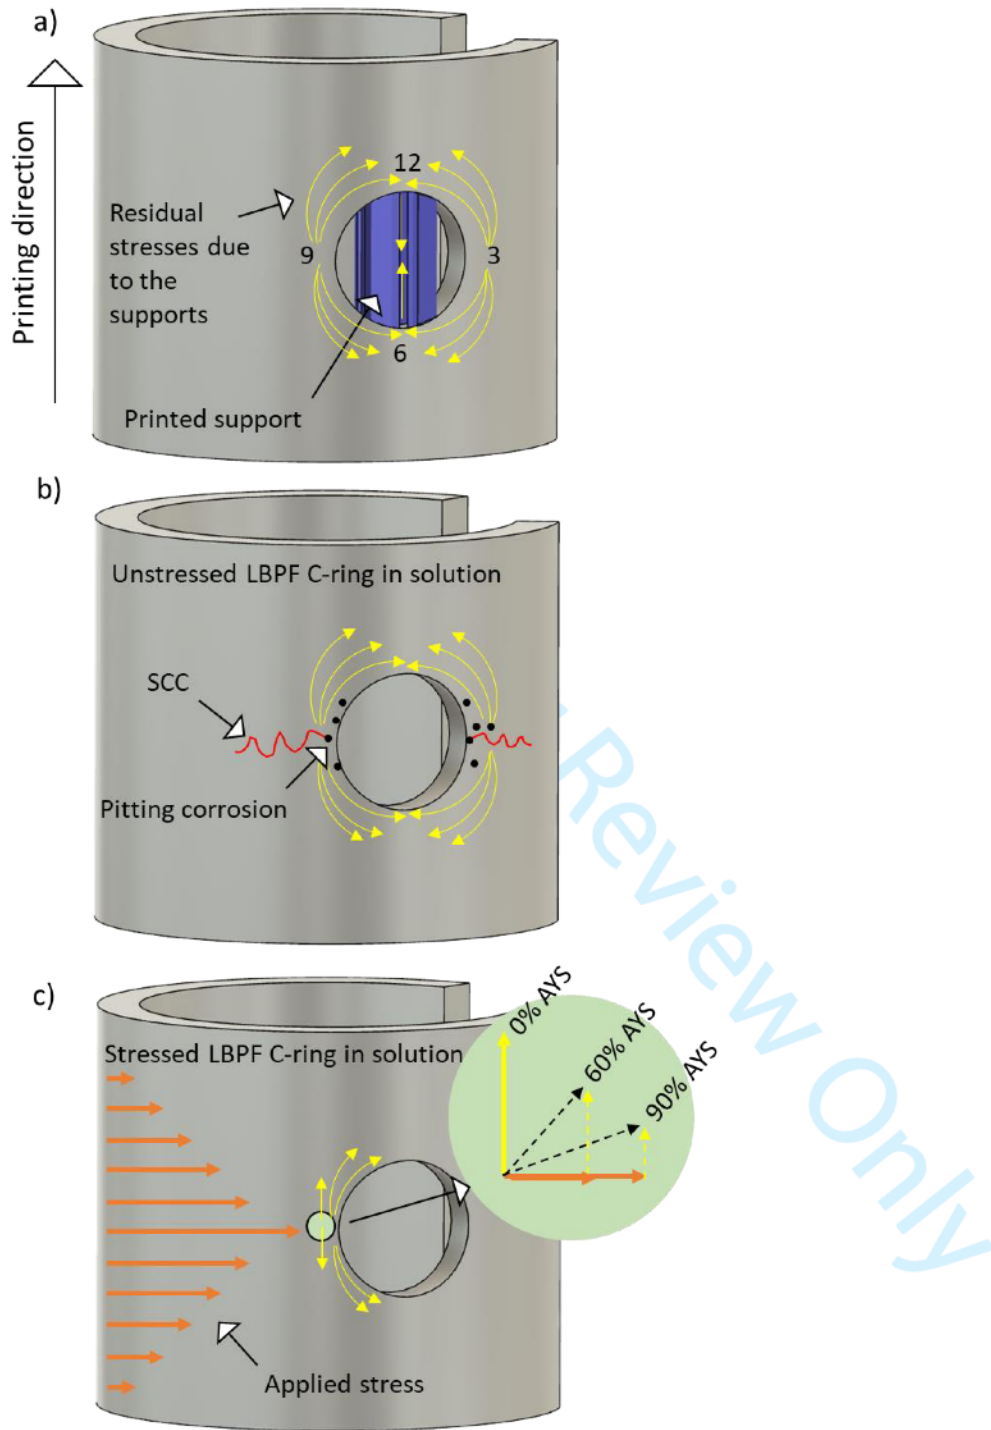 a)
Printing direction
12
Residual
stresses due
to the
supports
9
3
6
Printed support
b)
Unstressed LBPF C-ring in solution
SCC
Pitting corrosion
Review Only
c)
Stressed LBPF C-ring in solution
0% AYS
60% AYS
90% AYS
Applied stress